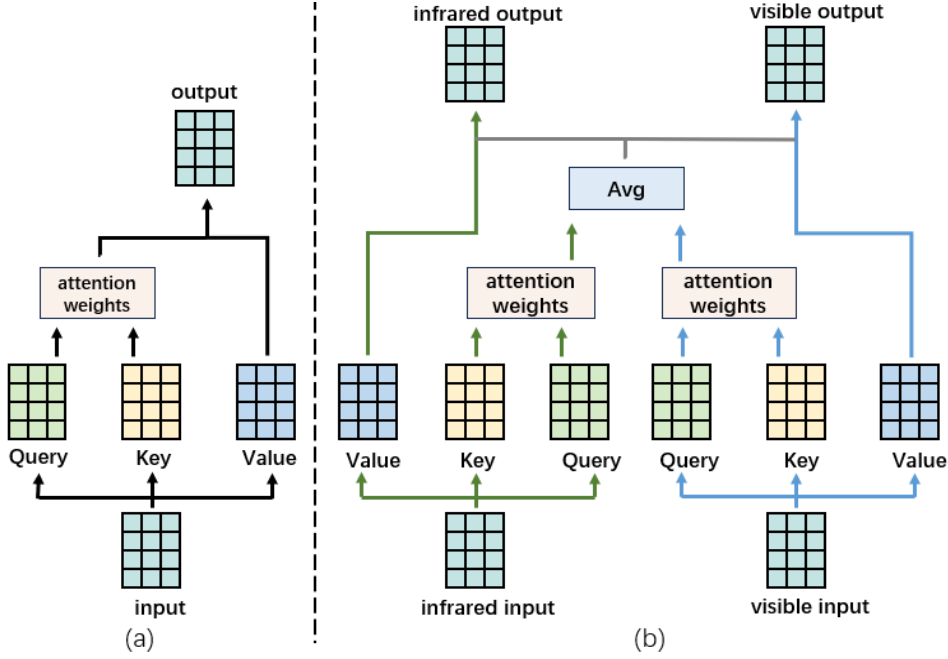 output
attention
weights
Query
Key
Value
input
(a)
infrared output
visible output
Avg
attention
weights
attention
weights
Value
Key
Query
Query
Key
Value
infrared input
visible input
(b)